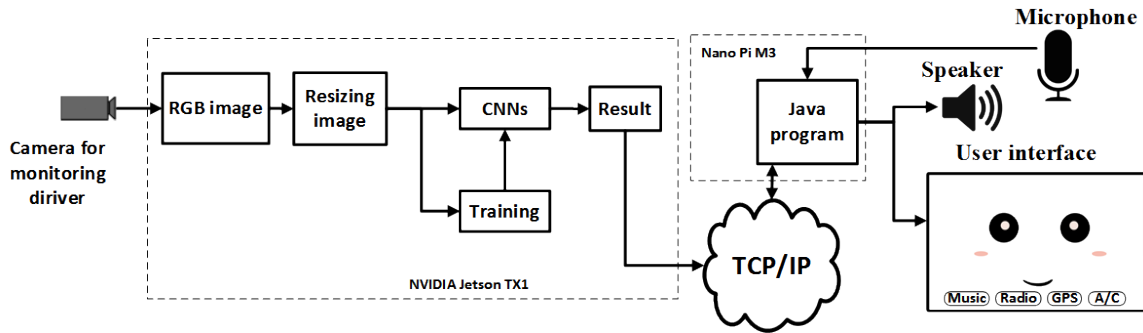 Camera for
monitoring
diriver
RGB image
Resizing
image
CNNs
Training
Result
NVIDIA Jetson TX1
TCP/IP
Nano Pi M3
Java
program
Microphone
Speaker
User interface
Music Radio GPS A/C